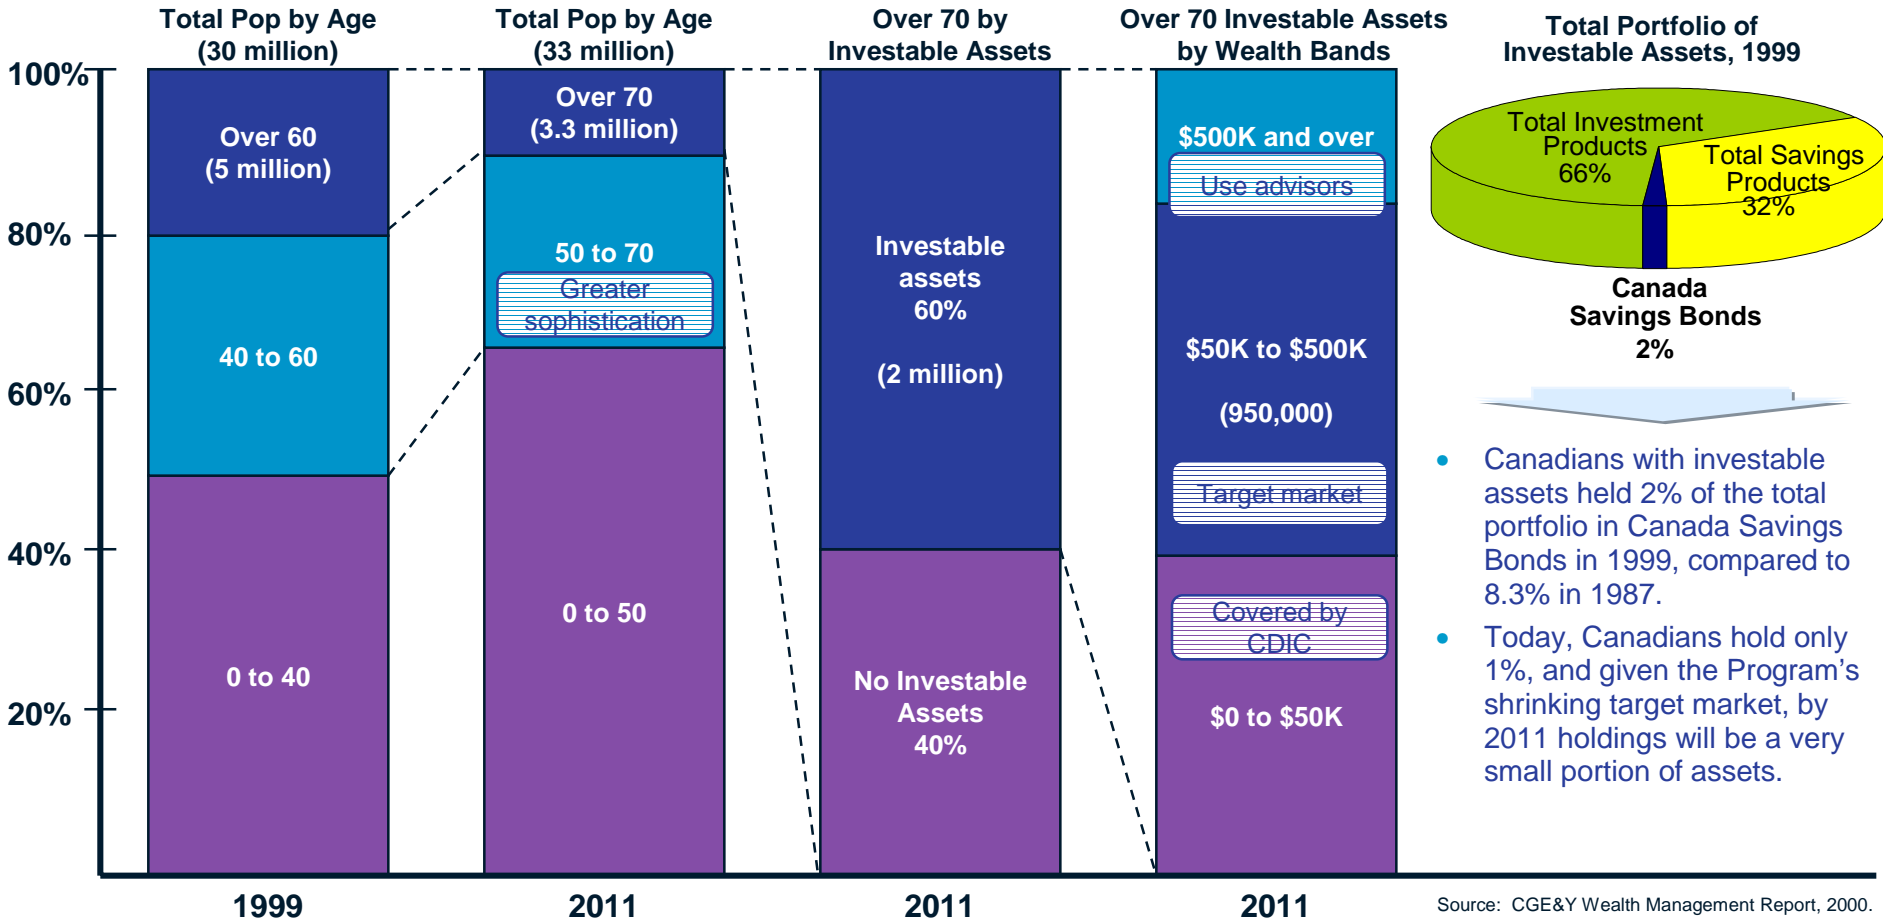 Total Pop by Age
(30 million)
Total Pop by Age
(33 million)
Over 70 by
Investable Assets
Over 70 Investable Assets
by Wealth Bands
Total Portfolio of
Investable Assets, 1999
100%
80%
60%
40%
20%
Over 60
(5 million)
40 to 60
0 to 40
Over 70
(3.3 million)
50 to 70
Greater
sophistication
0 to 50
Investable
assets
60%
(2 million)
No Investable
Assets
40%
$500K and over
Use advisors
$50K to $500K
(950,000)
Target market
Covered by
CDIC
$0 to $50K
Total Investment
Products
66%
Total Savings
Products
32%
Canada
Savings Bonds
2%
• Canadians with investable
assets held 2% of the total
portfolio in Canada Savings
Bonds in 1999, compared to
8.3% in 1987.
• Today, Canadians hold only
1%, and given the Program’s
shrinking target market, by
2011 holdings will be a very
small portion of assets.
1999
2011
2011
2011
Source: CGE&Y Wealth Management Report, 2000.